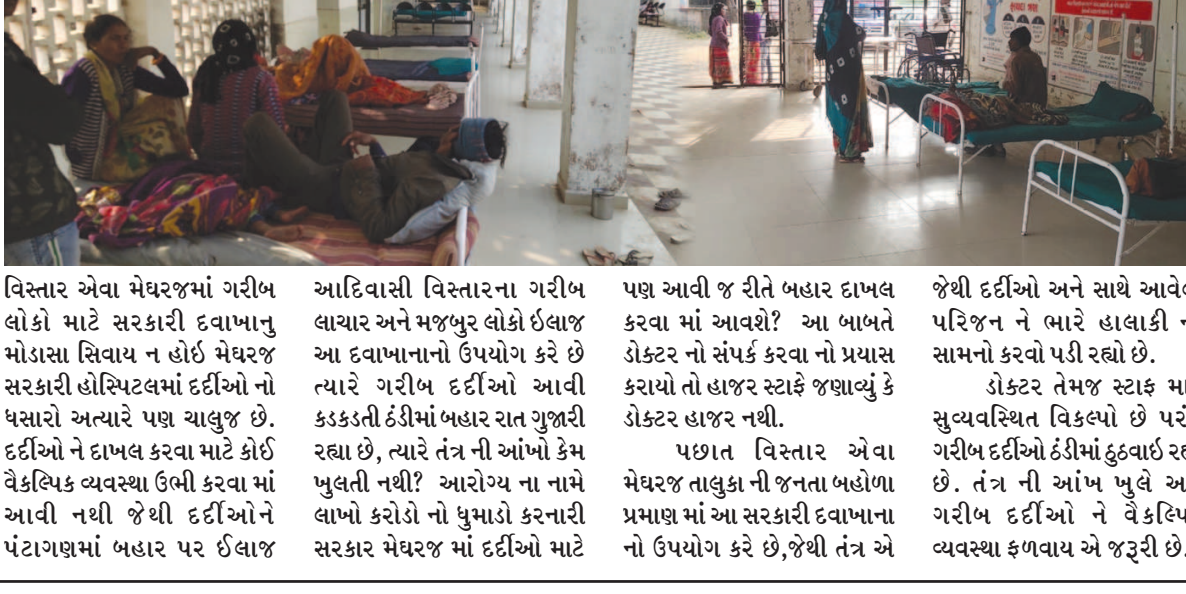 વિસ્તાર એવા મેઘરજમાં ગરીબ
લોકો માટે સરકારી દવાખાનુ
મોડાસા સિવાય ન હોઇ મેઘરજ
સરકારી હોસ્પિટલમાં દર્દીઓ નો
ધસારો અત્યારે પણ ચાલુજ છે.
દર્દીઓ ને દાખલ કરવા માટે કોઈ
વૈકલ્પિક વ્યવસ્થા ઉભી કરવા માં
આવી નથી જેથી દર્દીઓને
પંટાગણમાં બહાર પર ઈલાજ
આદિવાસી વિસ્તારના ગરીબ
લાચાર અને મજબુર લોકો ઇલાજ
આ દવાખાનાનો ઉપયોગ કરે છે
ત્યારે ગરીબ દર્દીઓ આવી
કડકડતી ઠંડીમાં બહાર રાત ગુજારી
રહ્યા છે, ત્યારે તંત્ર ની આંખો કેમ
ખુલતી નથી? આરોગ્ય ના નામે
લાખો કરોડો નો ધુમાડો કરનારી
સરકાર મેઘરજ માં દર્દીઓ માટે
પણ આવી જ રીતે બહાર દાખલ
કરવા માં આવશે? આ બાબતે
ડોક્ટર નો સંપર્ક કરવા નો પ્રયાસ
કરાયો તો હાજર સ્ટાફે જણાવ્યું કે
ડોક્ટર હાજર નથી.
પછાત વિસ્તાર એવા
મેઘરજ તાલુકા ની જનતા બહોળા
પ્રમાણ માં આ સરકારી દવાખાના
નો ઉપયોગ કરે છે,જેથી તંત્ર એ
જેથી દર્દીઓ અને સાથે
પરિજન ને ભારે હાલાકી
સામનો કરવો પડી રહ્યો છે.
ડોક્ટર તેમજ સ્ટાફ
સુવ્યવસ્થિત વિકલ્પો છે
ગરીબ દર્દીઓ ઠંડીમાં ઠુઠવાઇ
છે. તંત્ર ની આંખ ખુલે
ગરીબ દર્દીઓ ને
વ્યવસ્થા ફળવાય એ જરૂરી છે.